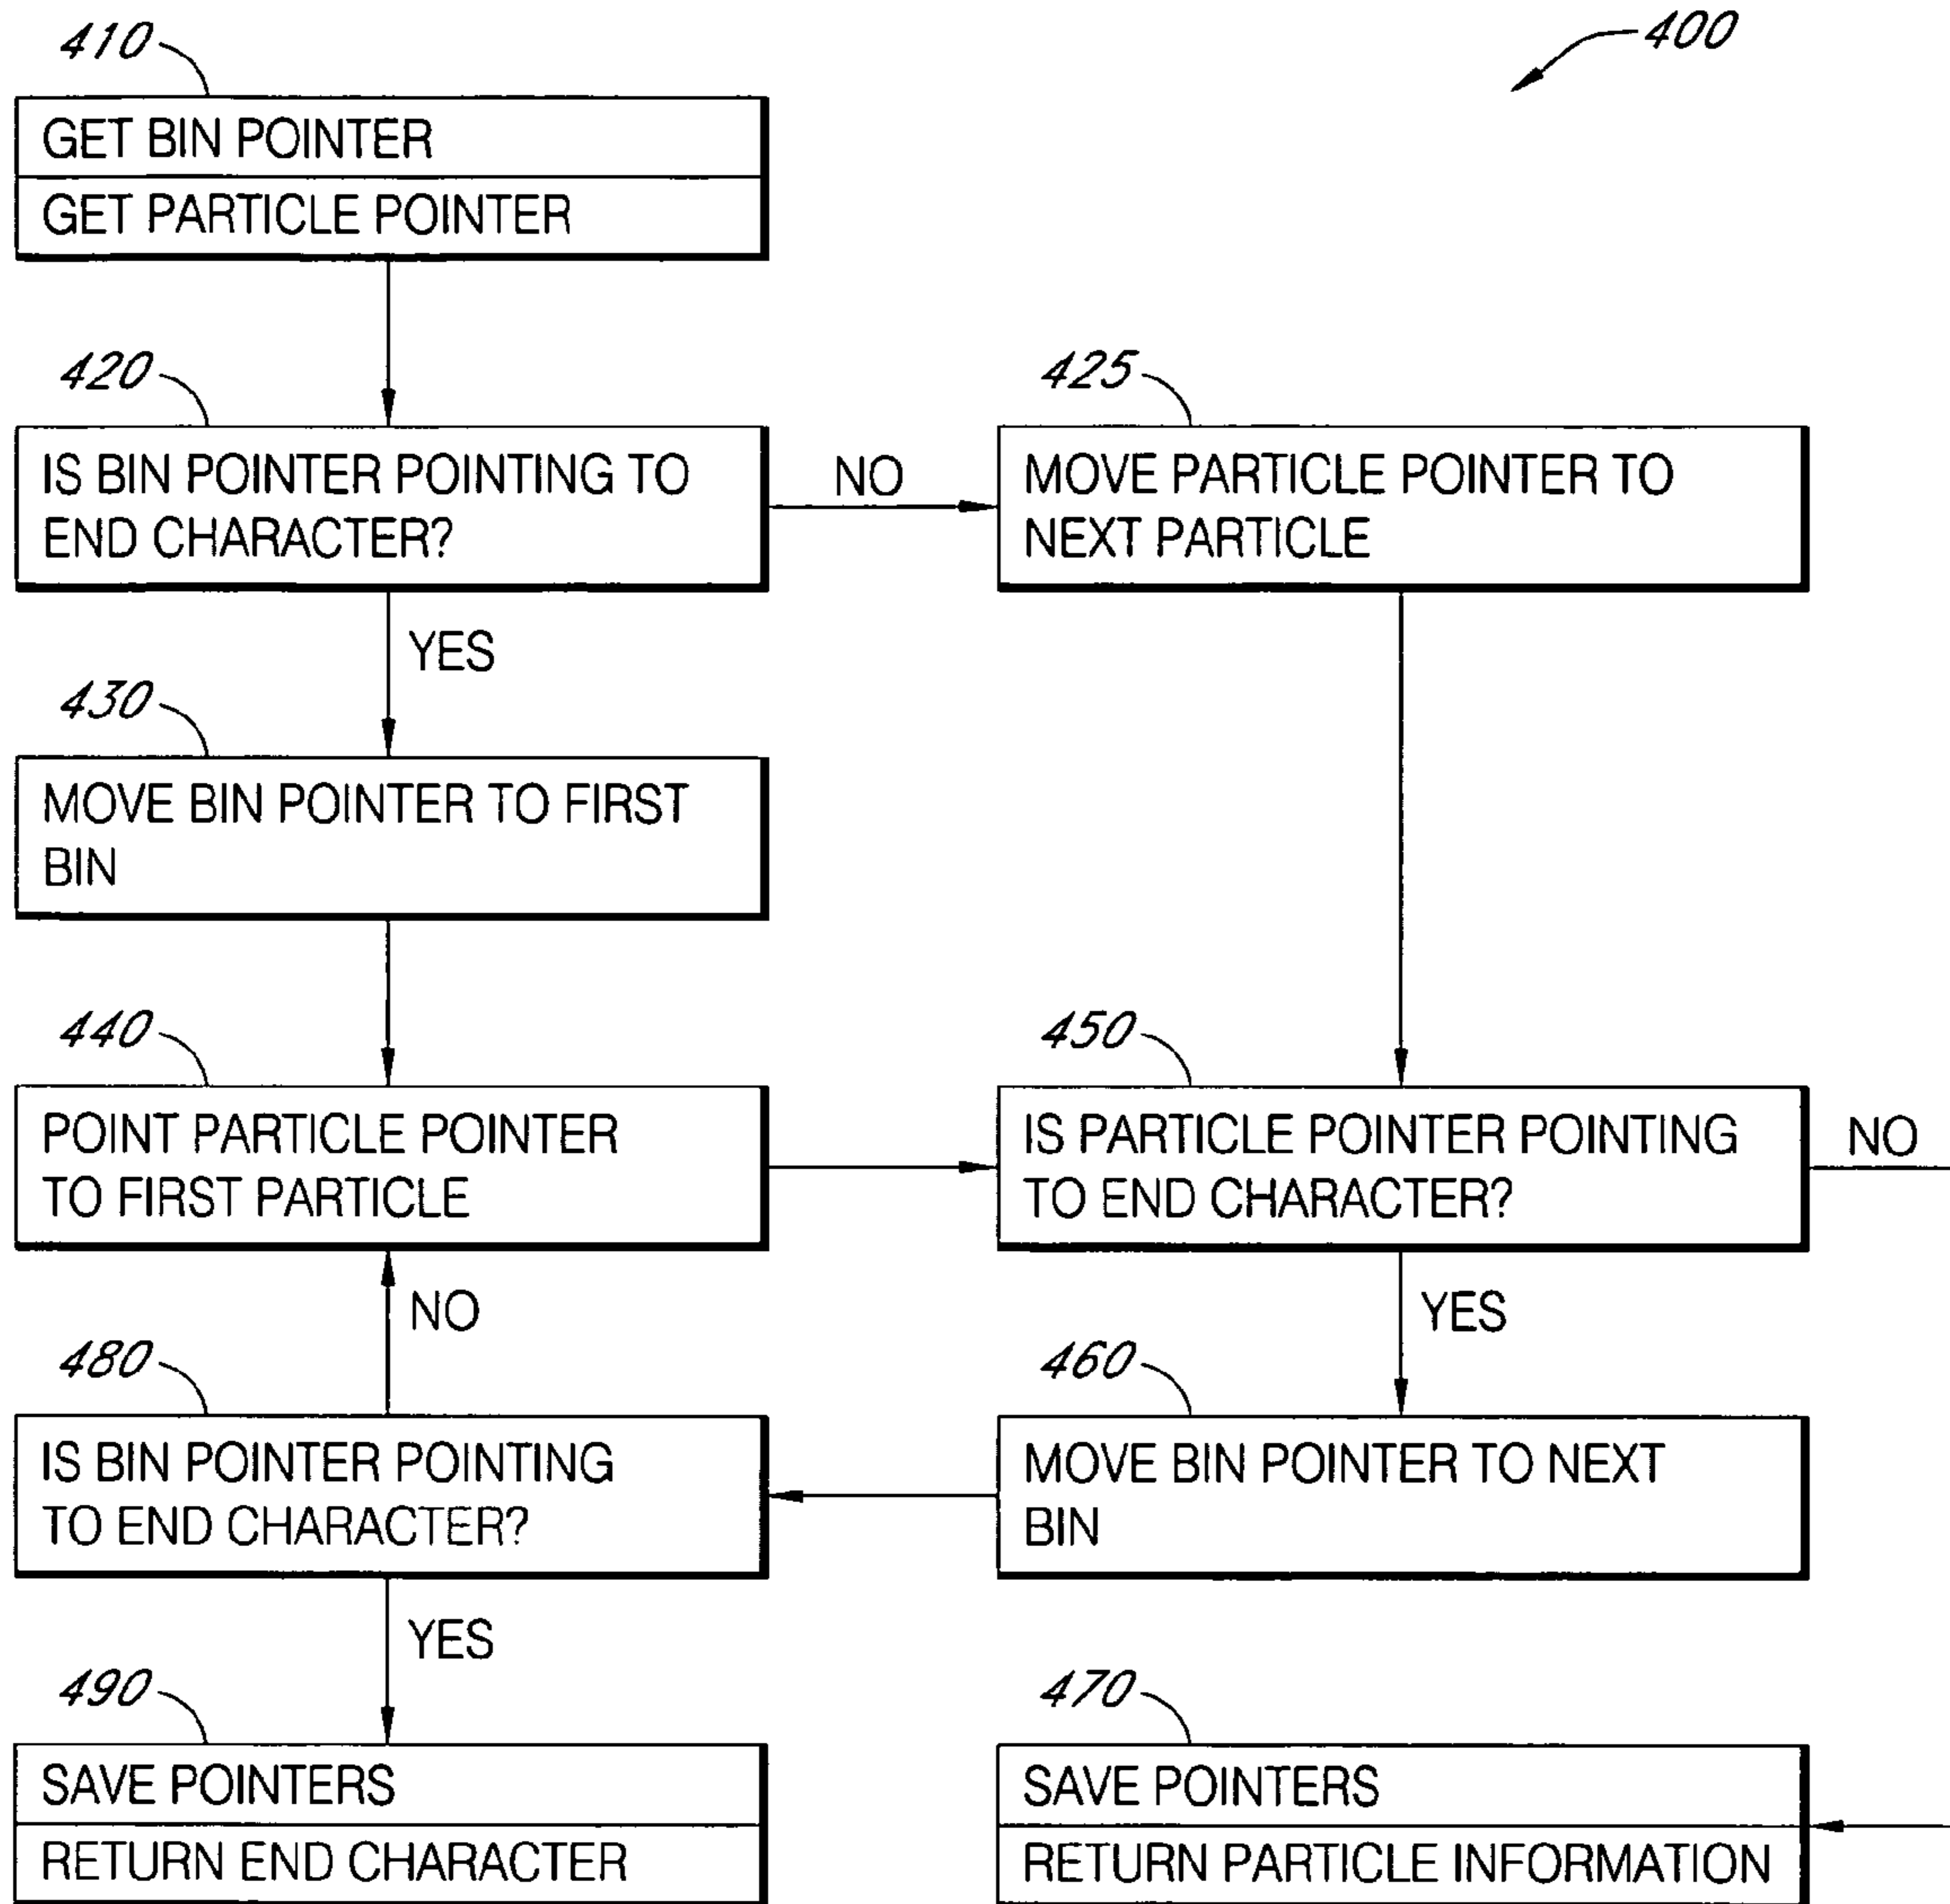 410
400
GET BIN POINTER
GET PARTICLE POINTER
420
425
IS BIN POINTER POINTING TO
END CHARACTER?
NO
MOVE PARTICLE POINTER TO
NEXT PARTICLE
YES
430
MOVE BIN POINTER TO FIRST
BIN
440
450
POINT PARTICLE POINTER
TO FIRST PARTICLE
IS PARTICLE POINTER POINTING
TO END CHARACTER?
NO
NO
YES
480
460
IS BIN POINTER POINTING
TO END CHARACTER?
MOVE BIN POINTER TO NEXT
BIN
YES
490
470
SAVE POINTERS
RETURN END CHARACTER
SAVE POINTERS
RETURN PARTICLE INFORMATION